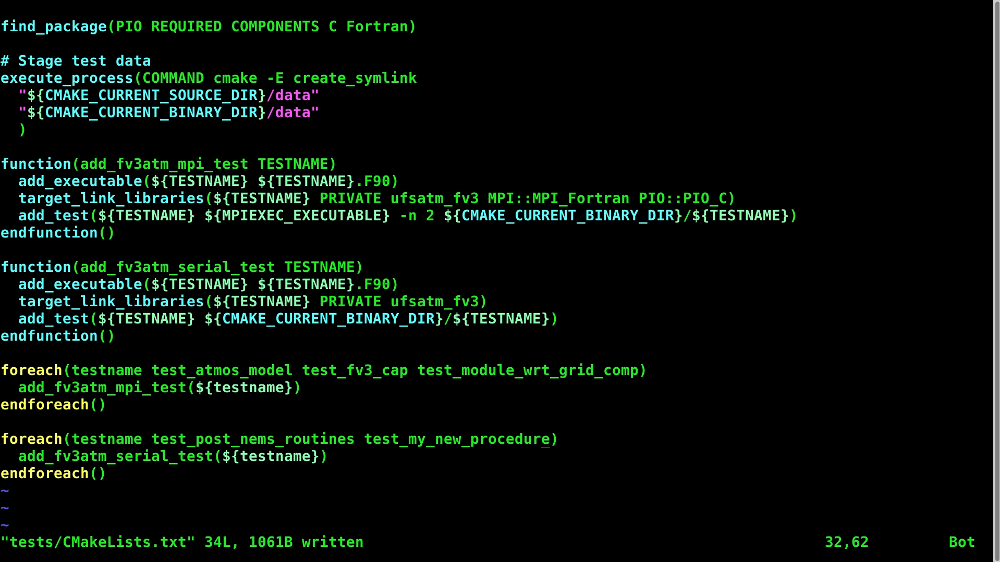 find_package(PIO REQUIRED COMPONENTS C Fortran)

# Stage test data
execute_process(COMMAND cmake -E create_symlink
  "${CMAKE_CURRENT_SOURCE_DIR}/data"
  "${CMAKE_CURRENT_BINARY_DIR}/data"
  )

function(add_fv3atm_mpi_test TESTNAME)
  add_executable(${TESTNAME} ${TESTNAME}.F90)
  target_link_libraries(${TESTNAME} PRIVATE ufsatm_fv3 MPI::MPI_Fortran PIO::PIO_C)
  add_test(${TESTNAME} ${MPIEXEC_EXECUTABLE} -n 2 ${CMAKE_CURRENT_BINARY_DIR}/${TESTNAME})
endfunction()

function(add_fv3atm_serial_test TESTNAME)
  add_executable(${TESTNAME} ${TESTNAME}.F90)
  target_link_libraries(${TESTNAME} PRIVATE ufsatm_fv3)
  add_test(${TESTNAME} ${CMAKE_CURRENT_BINARY_DIR}/${TESTNAME})
endfunction()

foreach(testname test_atmos_model test_fv3_cap test_module_wrt_grid_comp)
  add_fv3atm_mpi_test(${testname})
endforeach()

foreach(testname test_post_nems_routines test_my_new_procedure)
  add_fv3atm_serial_test(${testname})
endforeach()
~
~
~
"tests/CMakeLists.txt" 34L, 1061B written 32,62 Bot